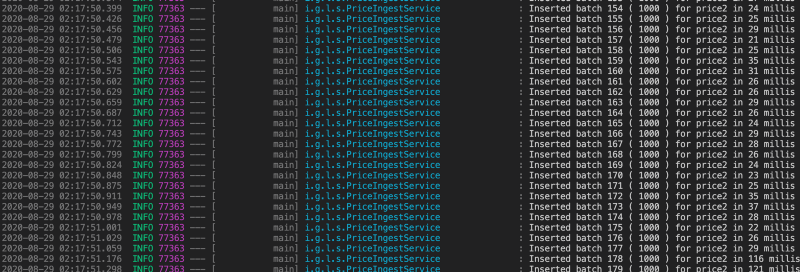 2020-08-29 02:17:50.399 INFO 77363 --- [ main] i.g.l.s.PriceIngestService : Inserted batch 154 ( 1000 ) for price2 in 24 millis
2020-08-29 02:17:50.426 INFO 77363 --- [ main] i.g.l.s.PriceIngestService : Inserted batch 155 ( 1000 ) for price2 in 25 millis
2020-08-29 02:17:50.456 INFO 77363 --- [ main] i.g.l.s.PriceIngestService : Inserted batch 156 ( 1000 ) for price2 in 29 millis
2020-08-29 02:17:50.479 INFO 77363 --- [ main] i.g.l.s.PriceIngestService : Inserted batch 157 ( 1000 ) for price2 in 21 millis
2020-08-29 02:17:50.506 INFO 77363 --- [ main] i.g.l.s.PriceIngestService : Inserted batch 158 ( 1000 ) for price2 in 25 millis
2020-08-29 02:17:50.543 INFO 77363 --- [ main] i.g.l.s.PriceIngestService : Inserted batch 159 ( 1000 ) for price2 in 35 millis
2020-08-29 02:17:50.575 INFO 77363 --- [ main] i.g.l.s.PriceIngestService : Inserted batch 160 ( 1000 ) for price2 in 31 millis
2020-08-29 02:17:50.602 INFO 77363 --- [ main] i.g.l.s.PriceIngestService : Inserted batch 161 ( 1000 ) for price2 in 26 millis
2020-08-29 02:17:50.629 INFO 77363 --- [ main] i.g.l.s.PriceIngestService : Inserted batch 162 ( 1000 ) for price2 in 26 millis
2020-08-29 02:17:50.659 INFO 77363 --- [ main] i.g.l.s.PriceIngestService : Inserted batch 163 ( 1000 ) for price2 in 29 millis
2020-08-29 02:17:50.687 INFO 77363 --- [ main] i.g.l.s.PriceIngestService : Inserted batch 164 ( 1000 ) for price2 in 26 millis
2020-08-29 02:17:50.712 INFO 77363 --- [ main] i.g.l.s.PriceIngestService : Inserted batch 165 ( 1000 ) for price2 in 24 millis
2020-08-29 02:17:50.743 INFO 77363 --- [ main] i.g.l.s.PriceIngestService : Inserted batch 166 ( 1000 ) for price2 in 29 millis
2020-08-29 02:17:50.772 INFO 77363 --- [ main] i.g.l.s.PriceIngestService : Inserted batch 167 ( 1000 ) for price2 in 28 millis
2020-08-29 02:17:50.799 INFO 77363 --- [ main] i.g.l.s.PriceIngestService : Inserted batch 168 ( 1000 ) for price2 in 26 millis
2020-08-29 02:17:50.824 INFO 77363 --- [ main] i.g.l.s.PriceIngestService : Inserted batch 169 ( 1000 ) for price2 in 24 millis
2020-08-29 02:17:50.848 INFO 77363 --- [ main] i.g.l.s.PriceIngestService : Inserted batch 170 ( 1000 ) for price2 in 23 millis
2020-08-29 02:17:50.875 INFO 77363 --- [ main] i.g.l.s.PriceIngestService : Inserted batch 171 ( 1000 ) for price2 in 25 millis
2020-08-29 02:17:50.911 INFO 77363 --- [ main] i.g.l.s.PriceIngestService : Inserted batch 172 ( 1000 ) for price2 in 35 millis
2020-08-29 02:17:50.949 INFO 77363 --- [ main] i.g.l.s.PriceIngestService : Inserted batch 173 ( 1000 ) for price2 in 37 millis
2020-08-29 02:17:50.978 INFO 77363 --- [ main] i.g.l.s.PriceIngestService : Inserted batch 174 ( 1000 ) for price2 in 28 millis
2020-08-29 02:17:51.001 INFO 77363 --- [ main] i.g.l.s.PriceIngestService : Inserted batch 175 ( 1000 ) for price2 in 22 millis
2020-08-29 02:17:51.029 INFO 77363 --- [ main] i.g.l.s.PriceIngestService : Inserted batch 176 ( 1000 ) for price2 in 26 millis
2020-08-29 02:17:51.059 INFO 77363 --- [ main] i.g.l.s.PriceIngestService : Inserted batch 177 ( 1000 ) for price2 in 29 millis
2020-08-29 02:17:51.176 INFO 77363 --- [ main] i.g.l.s.PriceIngestService : Inserted batch 178 ( 1000 ) for price2 in 116 millis
2020-08-29 02:17:51.298 INFO 77363 --- [ main] i.g.l.s.PriceIngestService : Inserted batch 179 ( 1000 ) for price2 in 121 millis